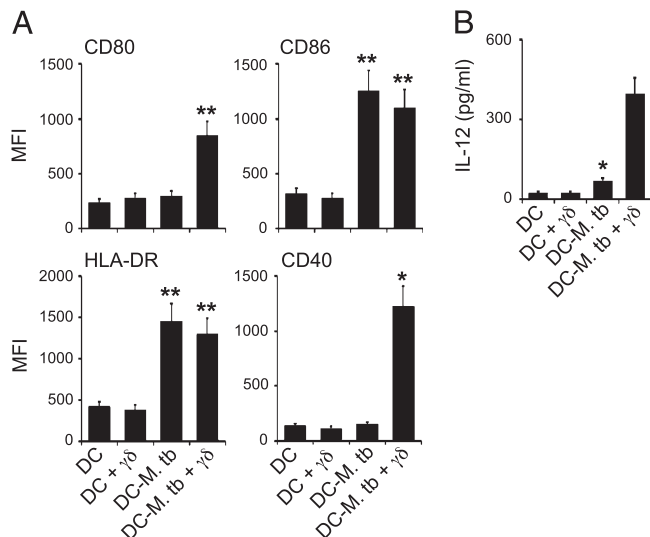 A
B
CD80
CD86
MFI
1500
1000
500
0
**
1500
1000
500
0
**
**
IL-12 (pg/ml)
600
300
0
*
DC
DC + γδ
DC-M. tb
DC-M. tb + γδ
HLA-DR
CD40
MFI
2000
1500
1000
500
0
**
**
1500
1000
500
0
*
DC
DC + γδ
DC-M. tb
DC-M. tb + γδ
DC
DC + γδ
DC-M. tb
DC-M. tb + γδ